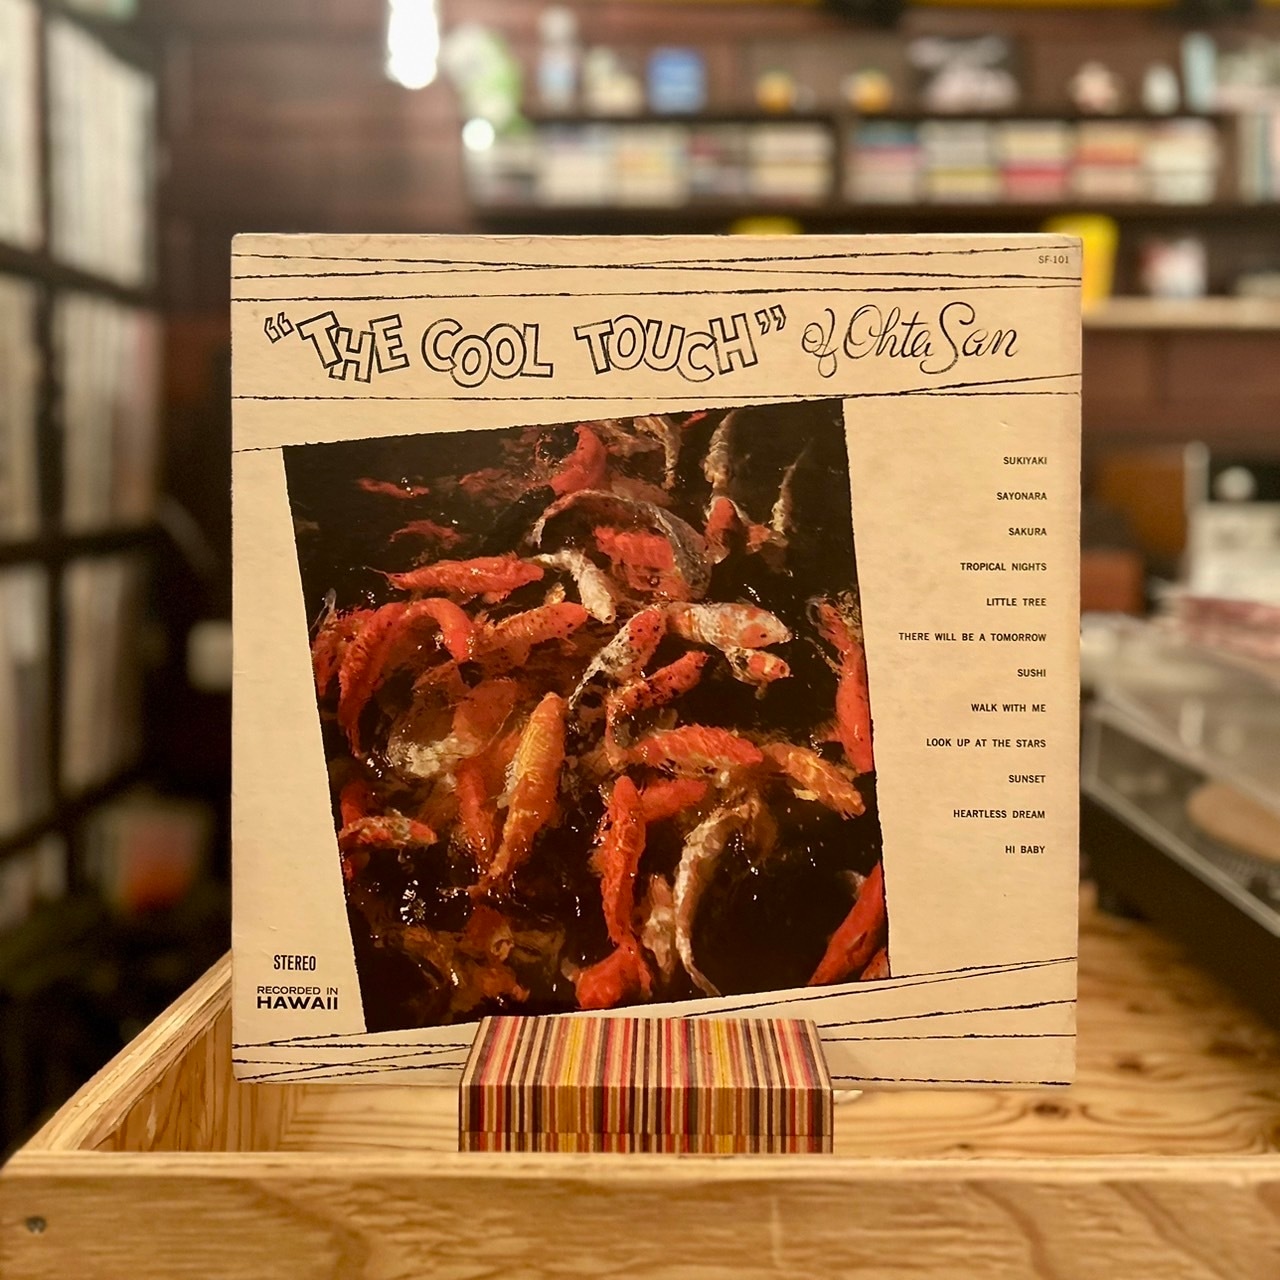 SF-101
"THE COOL TOUCH" of Ohta San
SUKIYAKI
SAYONARA
SAKURA
TROPICAL NIGHTS
LITTLE TREE
THERE WILL BE A TOMORROW
SUSHI
WALK WITH ME
LOOK UP AT THE STARS
SUNSET
HEARTLESS DREAM
HI BABY
STEREO
RECORDED IN
HAWAII